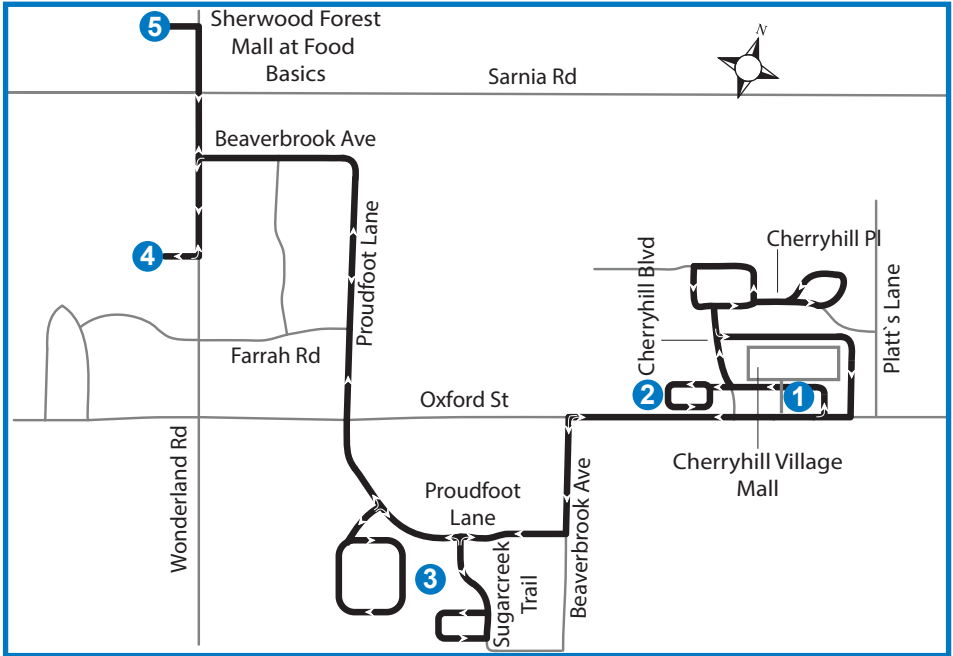 5
Sherwood Forest
Mall at Food
Basics
N
Sarnia Rd
Beaverbrook Ave
4
Proudfoot Lane
Cherryhill Blvd
Cherryhill Pl
Platt`s Lane
Farrah Rd
2
1
Oxford St
Cherryhill Village
Mall
Wonderland Rd
Proudfoot
Lane
Beaverbrook Ave
3
Sugarcreek
Trail